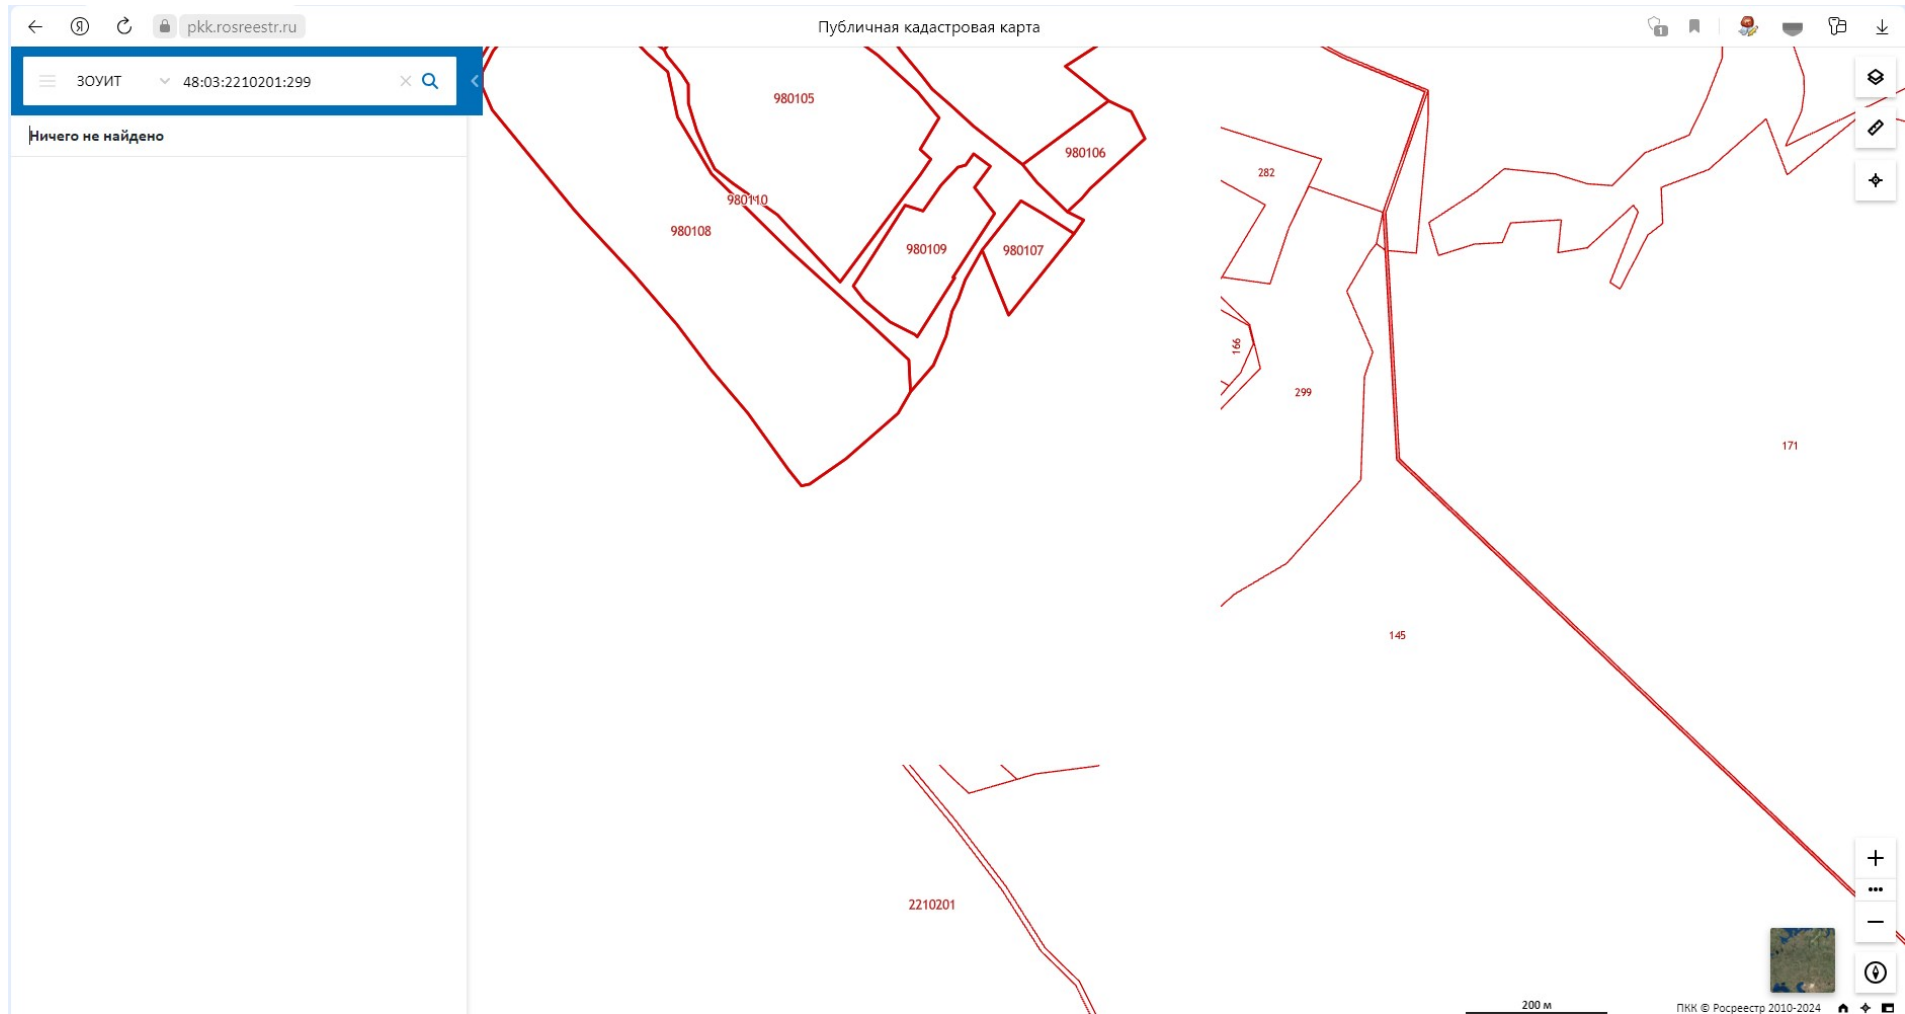 pkk.rosreestr.ru
Публичная кадастровая карта
1
ЗОУИТ
48:03:2210201:299
Ничего не найдено
980105
980106
282
980110
980108
980109
980107
166
299
171
145
2210201
200 м
ПКК © Росреестр 2010-2024